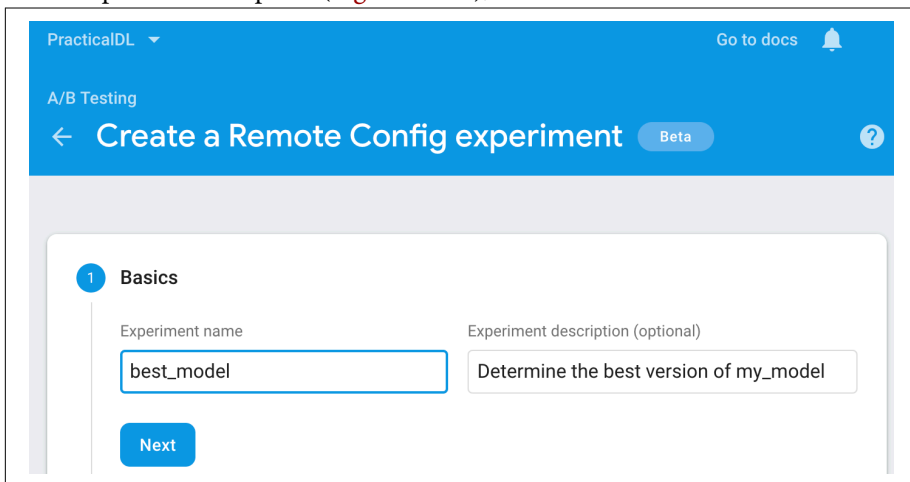 PracticalDL
Go to docs
A/B Testing
Create a Remote Config experiment Beta
?
1 Basics
Experiment name
Experiment description (optional)
best_model
Determine the best version of my_model
Next